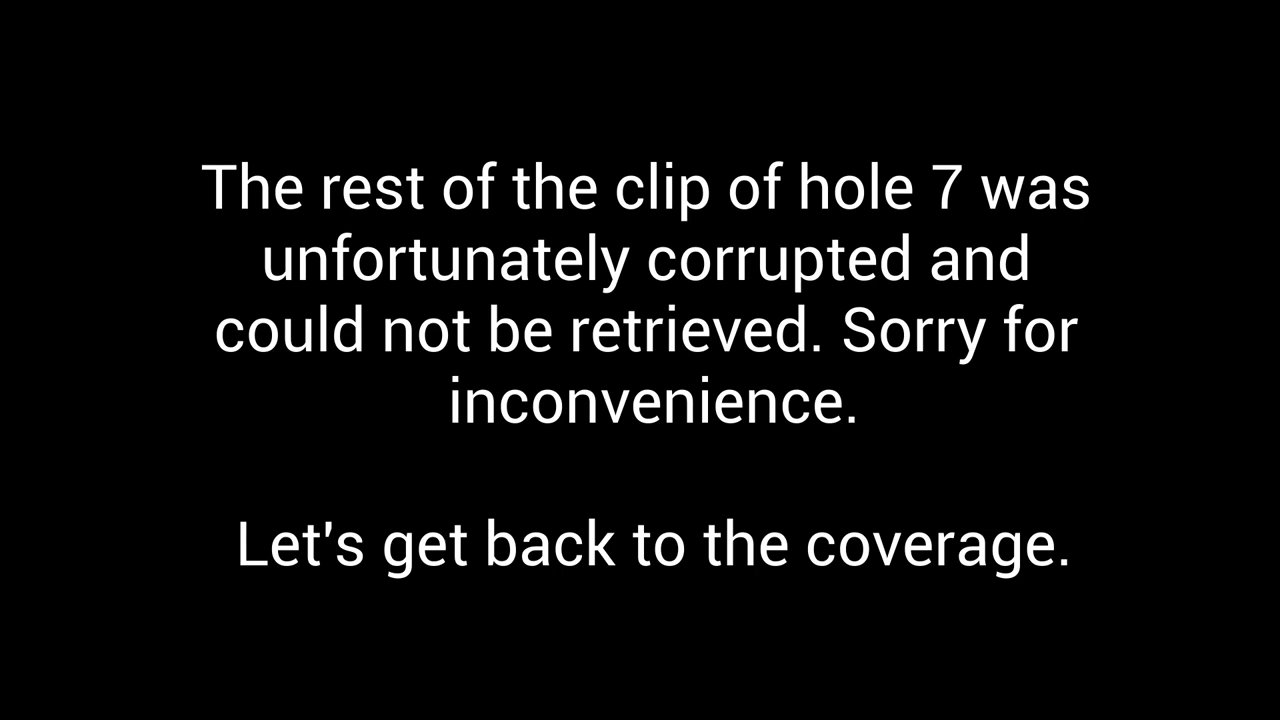 The rest of the clip of hole 7 was
unfortunately corrupted and
could not be retrieved. Sorry for
inconvenience.
Let's get back to the coverage.